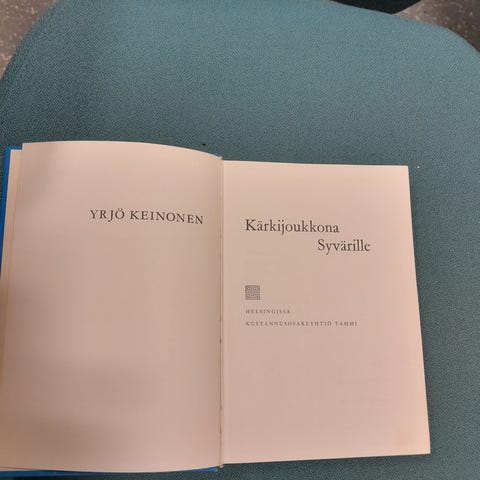 YRJÖ KEINONEN
Kärkijoukkona
Syvärille
HELSINGISSÄ
KUSTANNUSOSAKEYHTIÖ TAMMI